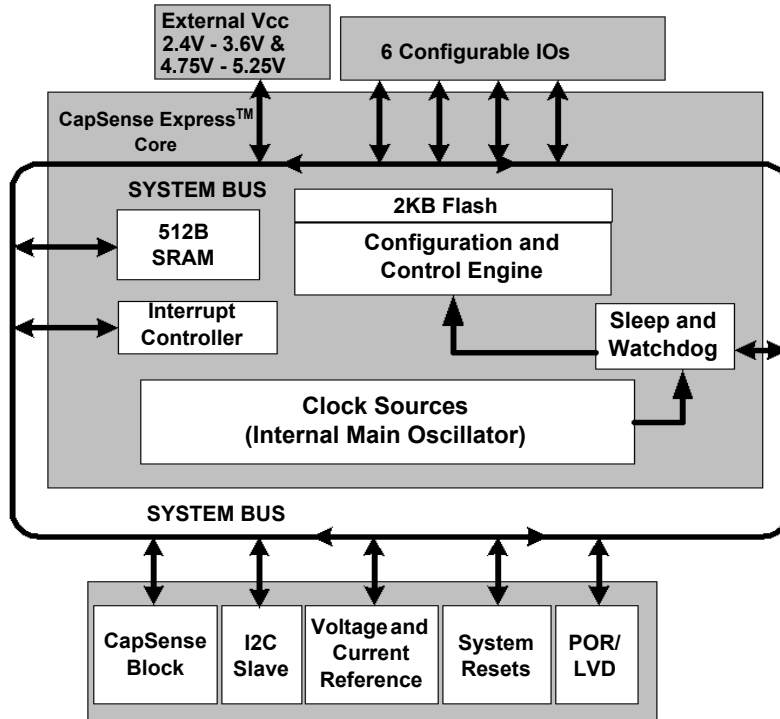 External Vcc
2.4V - 3.6V &
4.75V - 5.25V
6 Configurable IOs
CapSense Express™
Core
SYSTEM BUS
2KB Flash
512B
SRAM
Configuration and
Control Engine
Interrupt
Controller
Sleep and
Watchdog
Clock Sources
(Internal Main Oscillator)
SYSTEM BUS
CapSense
Block
I2C
Slave
Voltage and
Current
Reference
System
Resets
POR/
LVD